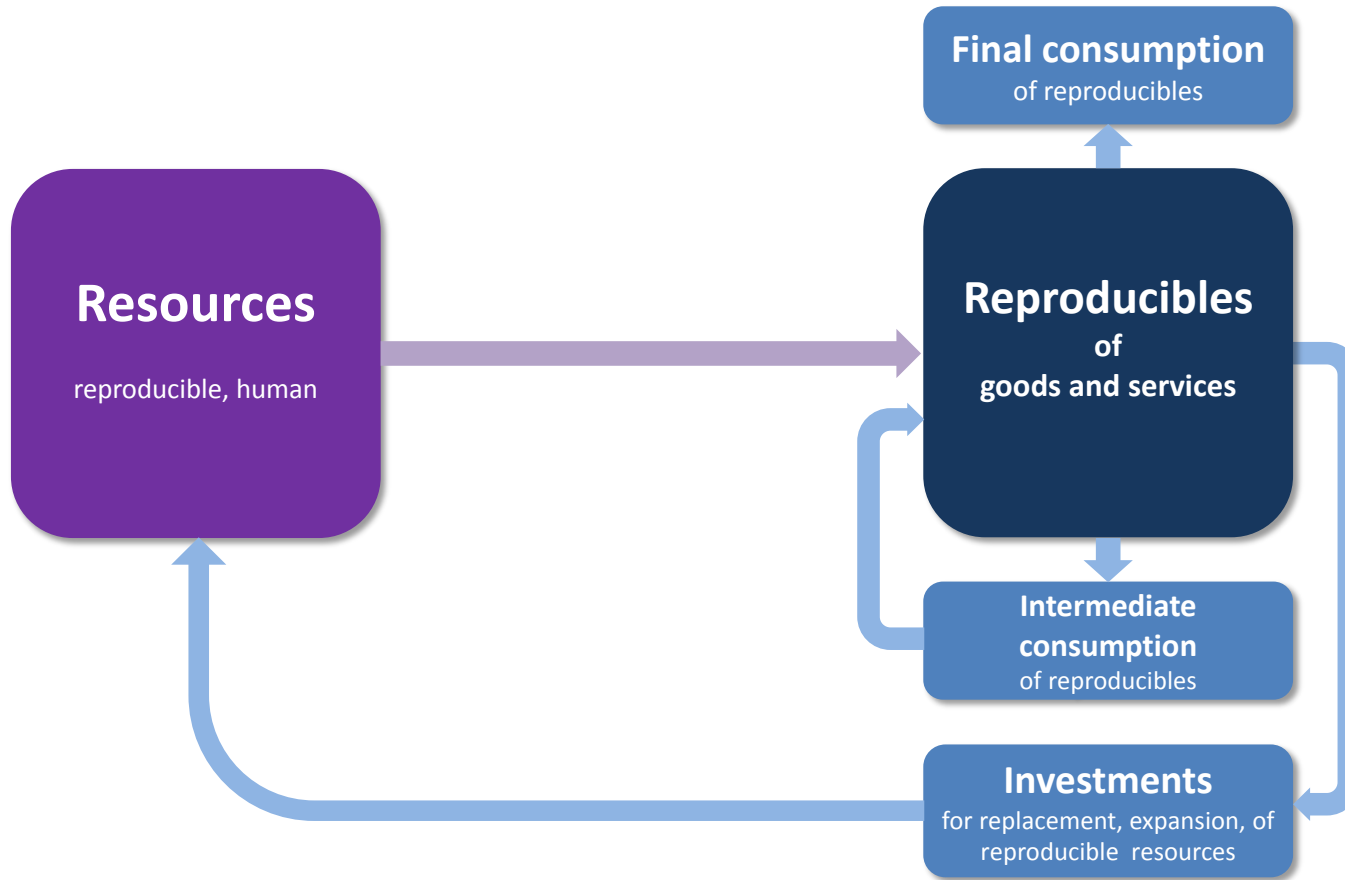 Final consumption
of reproducibles
Resources
reproducible, human
Reproducibles
of
goods and services
Intermediate
consumption
of reproducibles
Investments
for replacement, expansion, of
reproducible resources